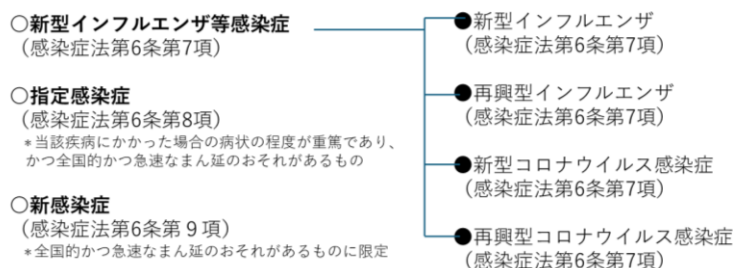 ○新型インフルエンザ等感染症
（感染症法第6条第7項）
○指定感染症
（感染症法第6条第8項）
＊当該疾病にかかった場合の病状の程度が重篤であり、
かつ全国的かつ急速なまん延のおそれがあるもの
○新感染症
（感染症法第6条第９項）
＊全国的かつ急速なまん延のおそれがあるものに限定
●新型インフルエンザ
（感染症法第6条第7項）
●再興型インフルエンザ
（感染症法第6条第7項）
●新型コロナウイルス感染症
（感染症法第6条第7項）
●再興型コロナウイルス感染症
（感染症法第6条第7項）